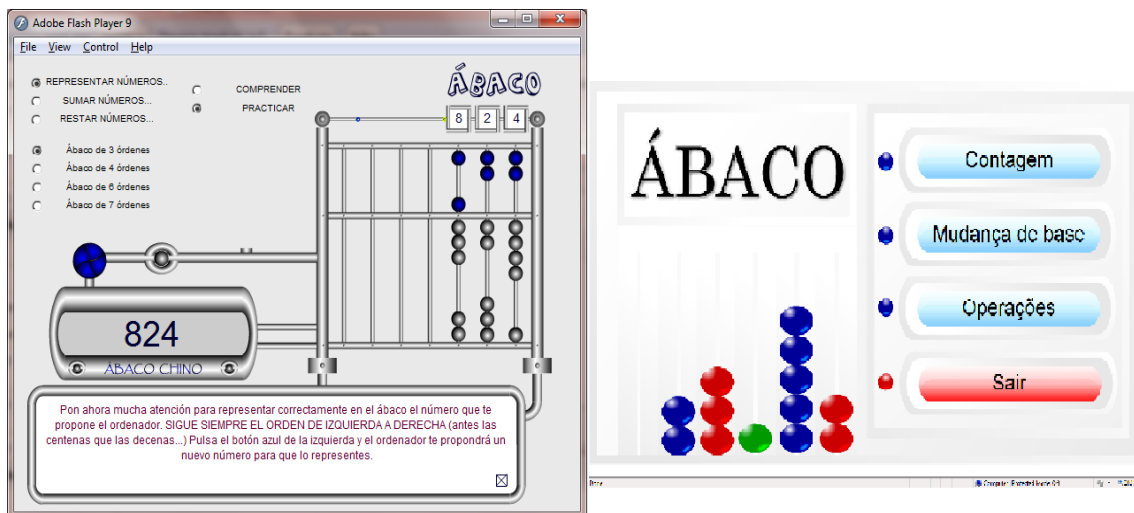 Adobe Flash Player 9
File View Control Help
REPRESENTAR NÚMEROS..
SUMAR NÚMEROS...
RESTAR NÚMEROS...
COMPRENDER
PRACTICAR
ÁBACO
8 2 4
Ábaco de 3 órdenes
Ábaco de 4 órdenes
Ábaco de 6 órdenes
Ábaco de 7 órdenes
824
ÁBACO CHINO
Pon ahora mucha atención para representar correctamente en el ábaco el número que te
propone el ordenador. SIGUE SIEMPRE EL ORDEN DE IZQUIERDA A DERECHA (antes las
centenas que las decenas...) Pulsa el botón azul de la izquierda y el ordenador te propondrá un
nuevo número para que lo representes.
ÁBACO
Contagem
Mudança de base
Operações
Sair